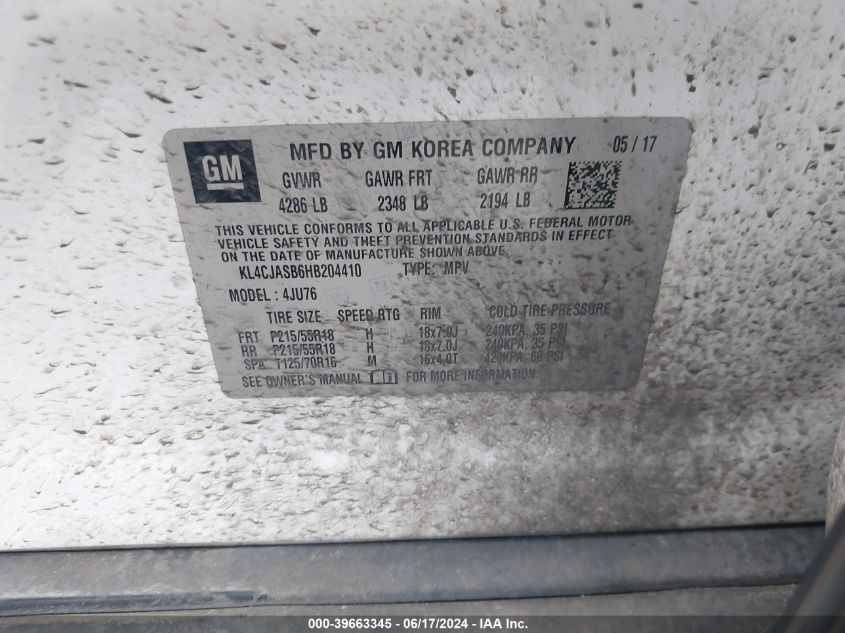 GM MFD BY GM KOREA COMPANY 05 / 17
GVWR GAWR FRT GAWR RR
4286 LB 2348 LB 2194 LB
THIS VEHICLE CONFORMS TO ALL APPLICABLE U.S. FEDERAL MOTOR
VEHICLE SAFETY AND THEFT PREVENTION STANDARDS IN EFFECT
ON THE DATE OF MANUFACTURE SHOWN ABOVE.
KL4CJASB6HB204410 TYPE: MPV
MODEL : 4JU76
TIRE SIZE SPEED RTG RIM COLD TIRE PRESSURE
FRT P215/55R18 H 18x7.0J 240KPA, 35 PSI
RR P215/55R18 H 18x7.0J 240KPA, 35 PSI
SPA T125/70R16 M 16x4.0T 420KPA, 60 PSI
SEE OWNER'S MANUAL FOR MORE INFORMATION
000-39663345 - 06/17/2024 - IAA Inc.